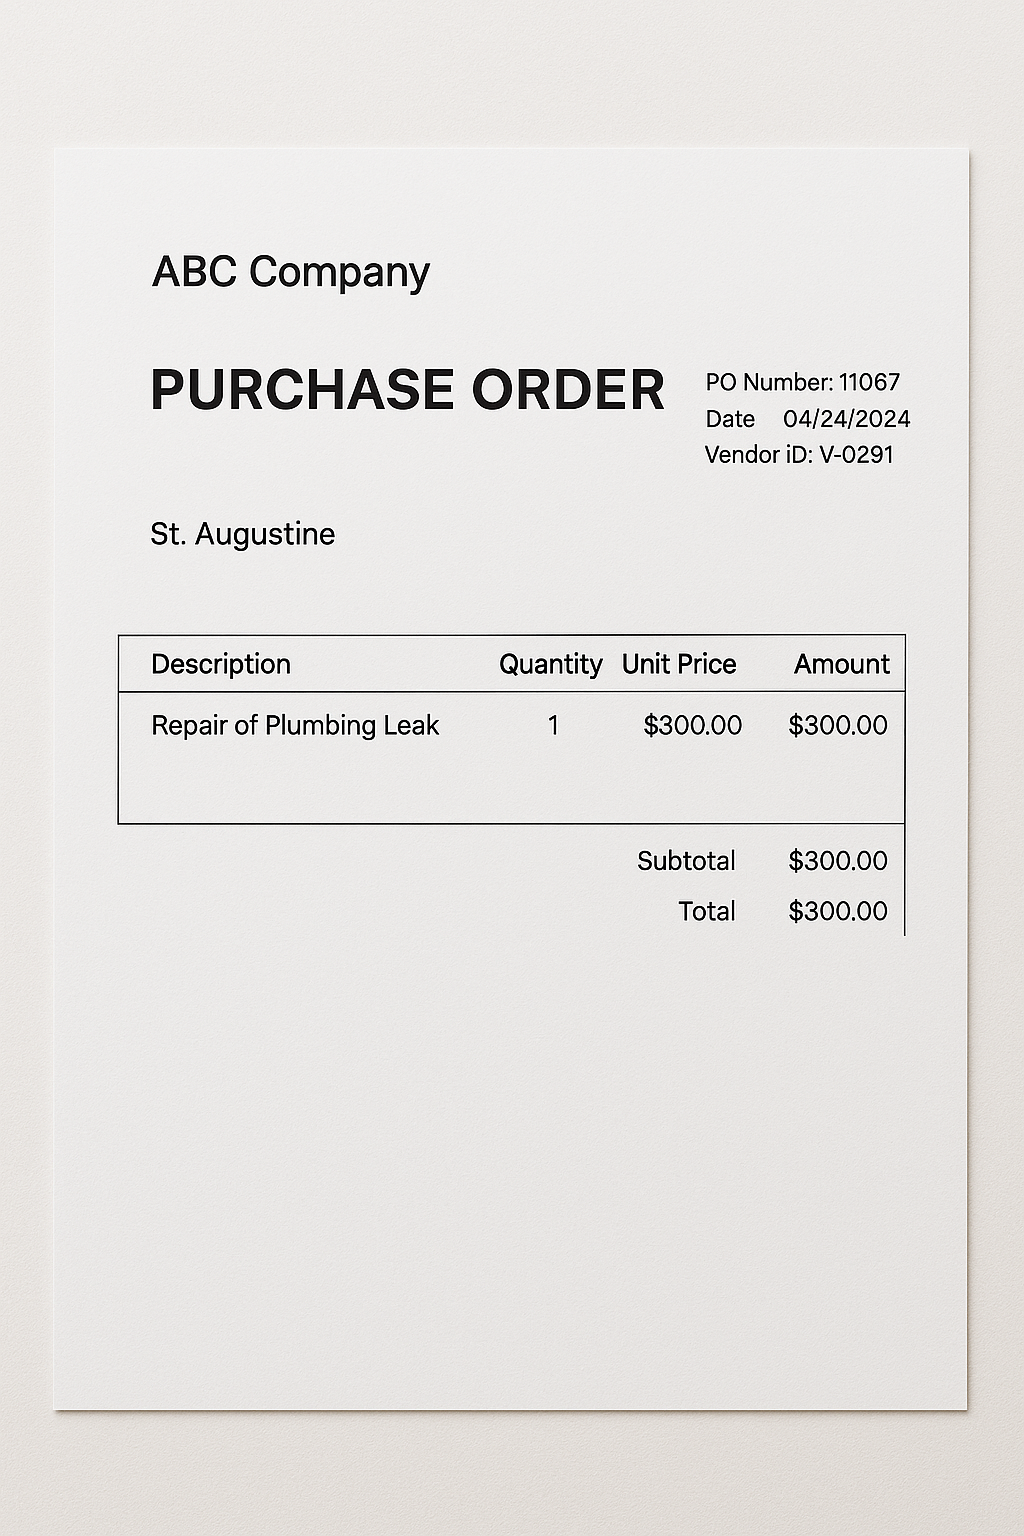 ABC Company
PURCHASE ORDER
PO Number: 11067
Date 04/24/2024
Vendor iD: V-0291
St. Augustine
Description Quantity Unit Price Amount
Repair of Plumbing Leak 1 $300.00 $300.00
Subtotal $300.00
Total $300.00